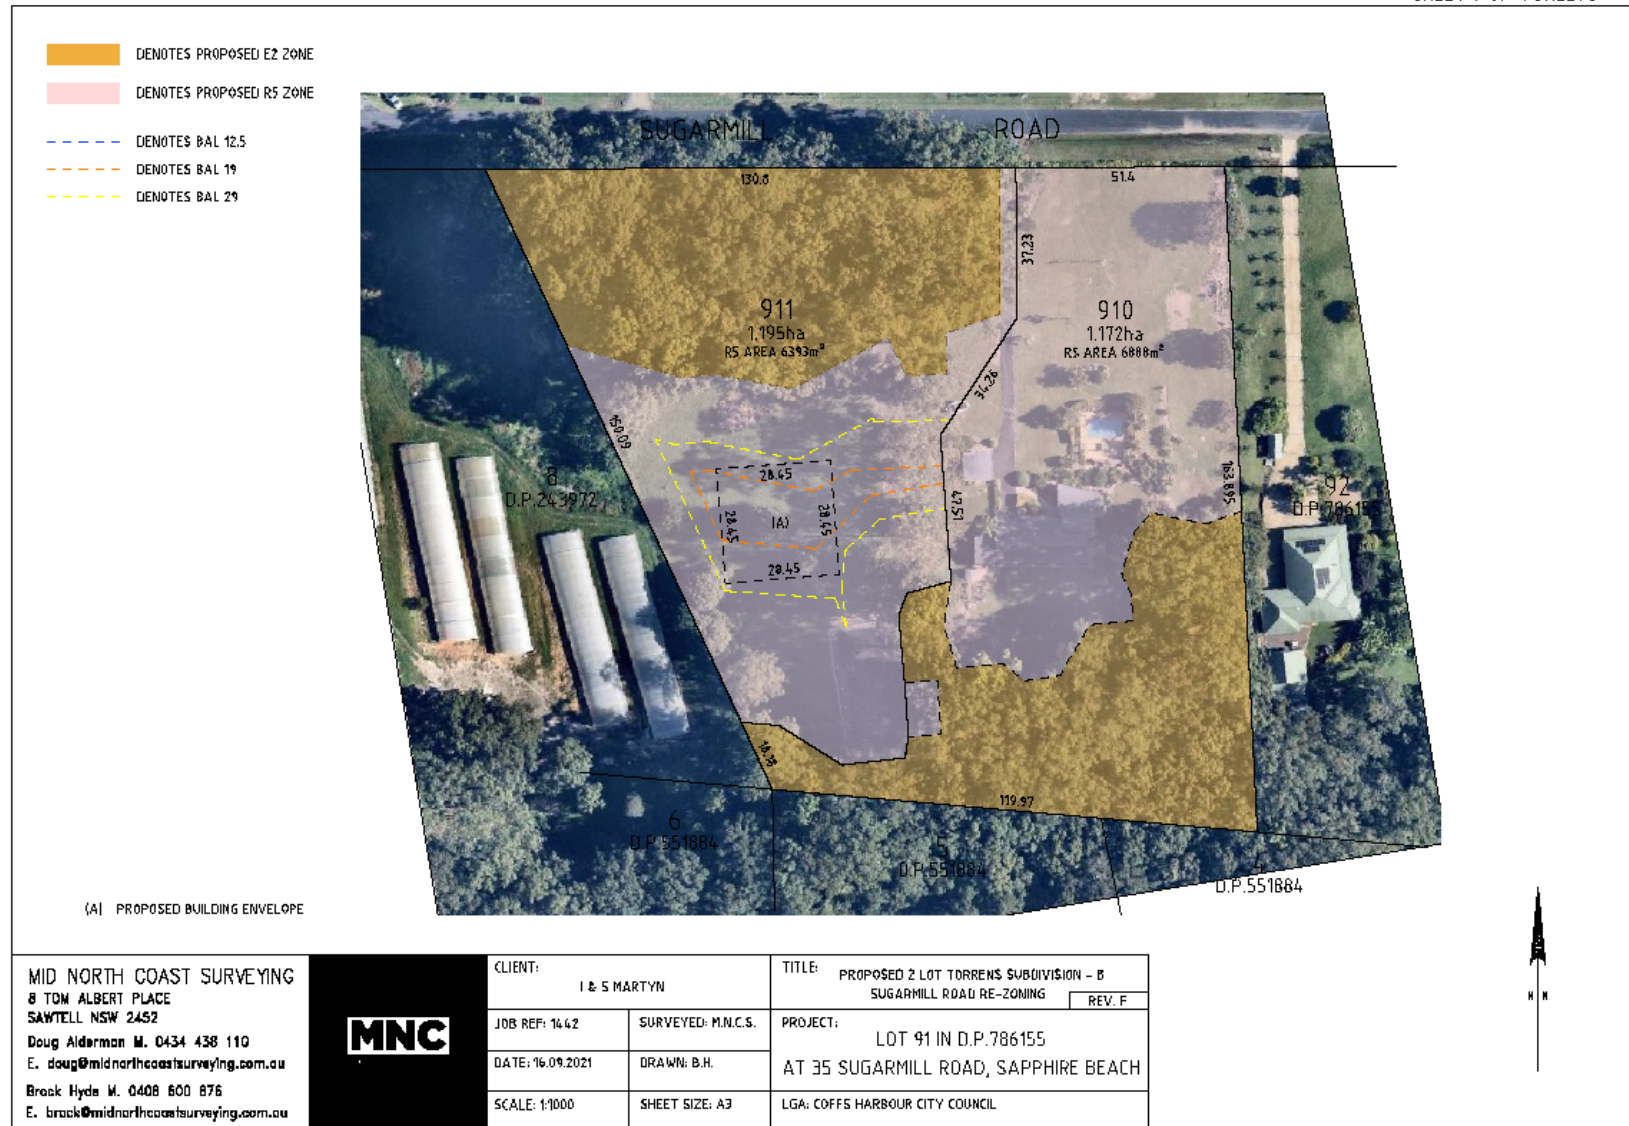 DENOTES PROPOSED E2 ZONE
DENOTES PROPOSED R5 ZONE
DENOTES BAL 12.5
DENOTES BAL 19
DENOTES BAL 29
SUGARMILL ROAD
130.8
51.4
37.23
911
1.195ha
R5 AREA 6393m²
910
1.172ha
R5 AREA 6888m²
34.26
150.09
8
D.P.243972
28.45
28.45
(A)
28.45
28.45
47.51
163.895
92
D.P.786155
18.18
119.97
6
D.P.551884
5
D.P.551884
4
D.P.551884
(A) PROPOSED BUILDING ENVELOPE
MID NORTH COAST SURVEYING
8 TOM ALBERT PLACE
SAWTELL NSW 2452
Doug Alderman M. 0434 438 110
E. doug@midnorthcoastsurveying.com.au
Brock Hyde M. 0408 600 876
E. brock@midnorthcoastsurveying.com.au
MNC
CLIENT:
I & S MARTYN
JOB REF: 1442
SURVEYED: M.N.C.S.
DATE: 16.09.2021
DRAWN: B.H.
SCALE: 1:1000
SHEET SIZE: A3
TITLE: PROPOSED 2 LOT TORRENS SUBDIVISION - B
SUGARMILL ROAD RE-ZONING
REV. F
PROJECT:
LOT 91 IN D.P.786155
AT 35 SUGARMILL ROAD, SAPPHIRE BEACH
LGA: COFFS HARBOUR CITY COUNCIL